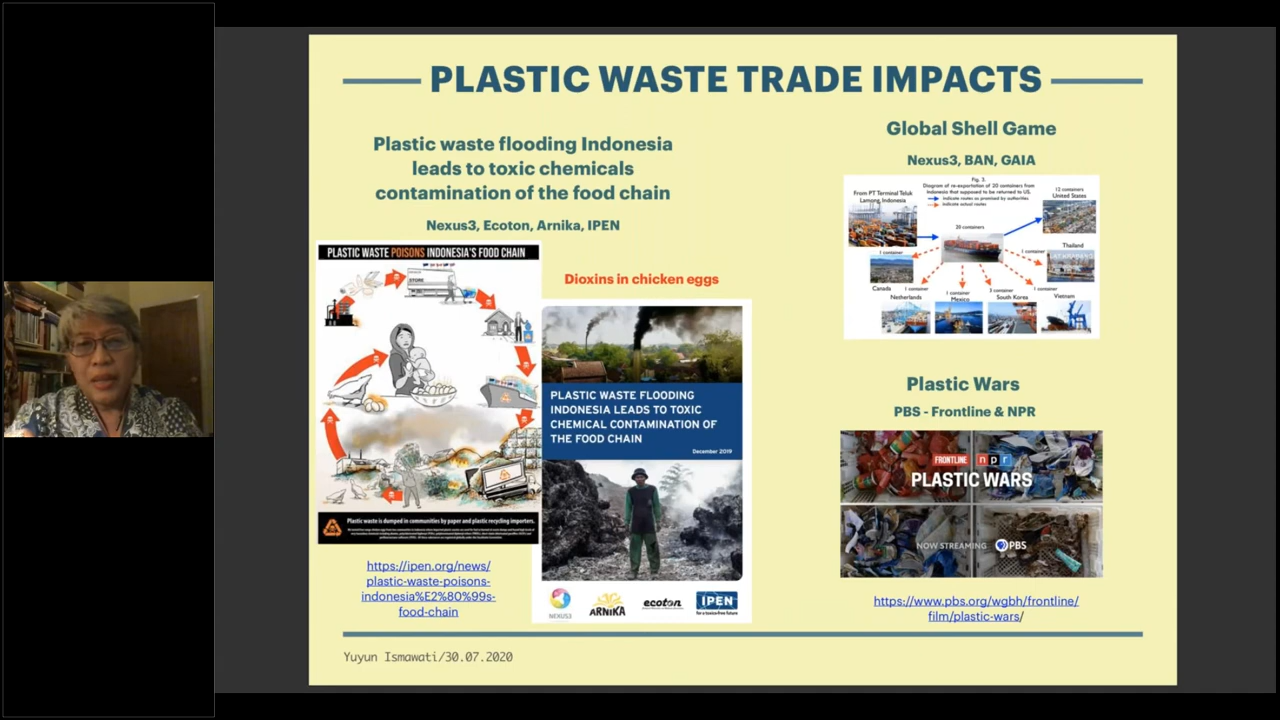 PLASTIC WASTE TRADE IMPACTS
Plastic waste flooding Indonesia
leads to toxic chemicals
contamination of the food chain
Nexus3, Ecoton, Arnika, IPEN
PLASTIC WASTE POISONS INDONESIA'S FOOD CHAIN
STORE
Plastic waste is dumped in communities by paper and plastic recycling importers.
https://ipen.org/news/
plastic-waste-poisons-
indonesia%E2%80%99s-
food-chain
Dioxins in chicken eggs
PLASTIC WASTE FLOODING
INDONESIA LEADS TO TOXIC
CHEMICAL CONTAMINATION OF
THE FOOD CHAIN
December 2019
NEXUS3
ARNIKA
ecoton
IPEN
for a toxics-free future
Global Shell Game
Nexus3, BAN, GAIA
Fig. 3.
Diagram of re-exportation of 20 containers from
Indonesia that supposed to be returned to US.
indicate routes as promised by authorities
indicate actual routes
From PT Terminal Teluk
Lamong, Indonesia
12 containers
United States
20 containers
Thailand
1 container
1 container
Canada
1 container
Netherlands
1 container
Mexico
3 container
South Korea
1 container
Vietnam
Plastic Wars
PBS - Frontline & NPR
FRONTLINE
npr
PLASTIC WARS
NOW STREAMING
PBS
https://www.pbs.org/wgbh/frontline/
film/plastic-wars/
Yuyun Ismawati/30.07.2020